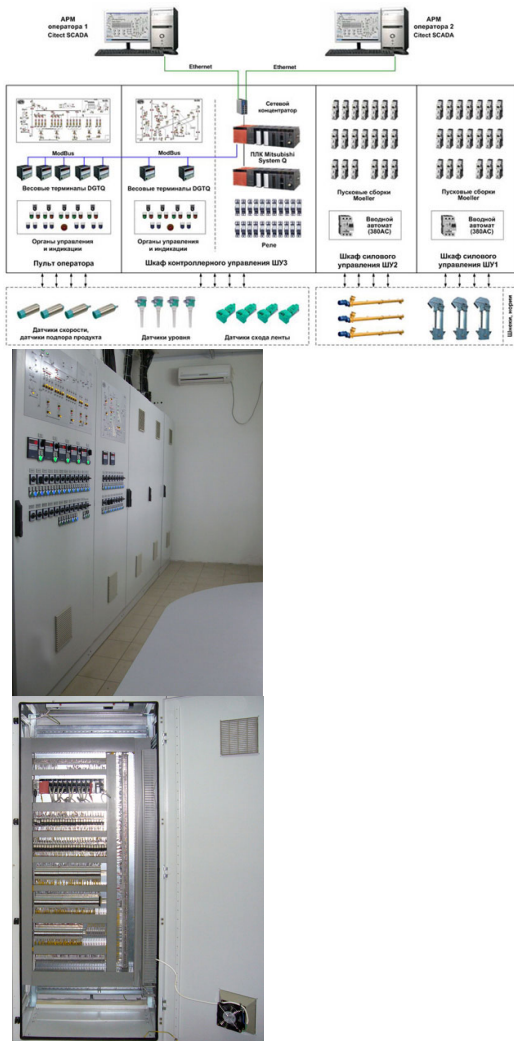 АРМ
оператора 1
Citect SCADA
АРМ
оператора 2
Citect SCADA
Ethernet
Ethernet
Сетевой
концентратор
ModBus
ModBus
ПЛК Mitsubishi
System Q
Весовые терминалы DGTQ
Весовые терминалы DGTQ
Пусковые сборки
Moeller
Пусковые сборки
Moeller
Вводной
автомат
(380AC)
Вводной
автомат
(380AC)
Органы управления
и индикации
Органы управления
и индикации
Реле
Пульт оператора
Шкаф контроллерного управления ШУ3
Шкаф силового
управления ШУ2
Шкаф силового
управления ШУ1
Датчики скорости,
датчики подпора продукта
Датчики уровня
Датчики схода ленты
Шнеки, нории